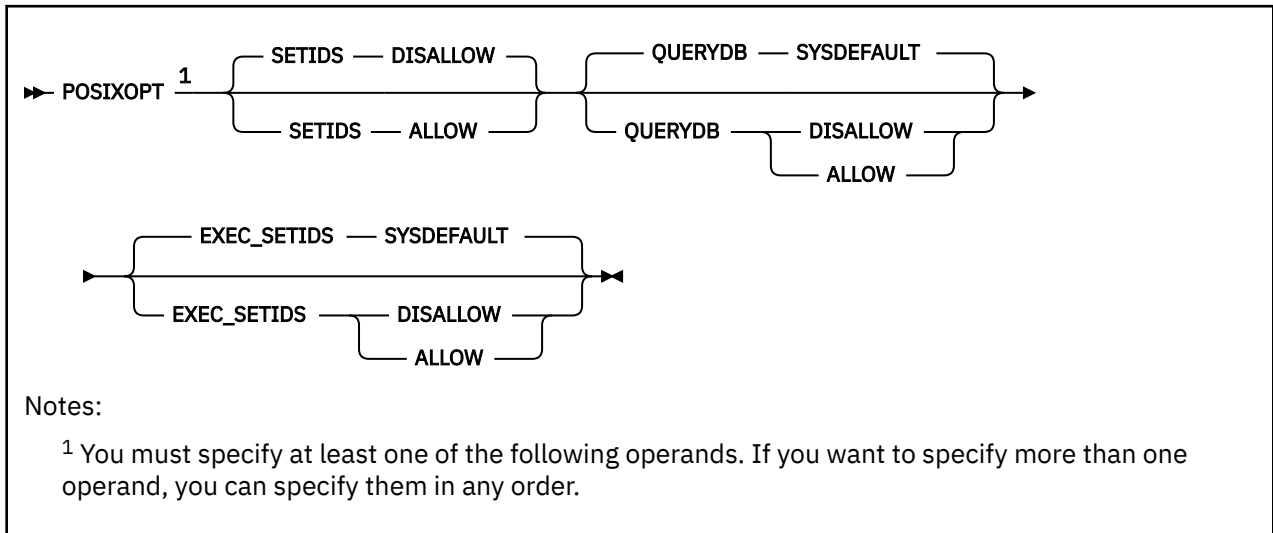 SETIDS DISALLOW QUERYDB SYSDEFAULT
POSIXOPT 1
SETIDS ALLOW QUERYDB DISALLOW
ALLOW
EXEC_SETIDS SYSDEFAULT
EXEC_SETIDS DISALLOW
ALLOW
Notes:
1 You must specify at least one of the following operands. If you want to specify more than one
operand, you can specify them in any order.